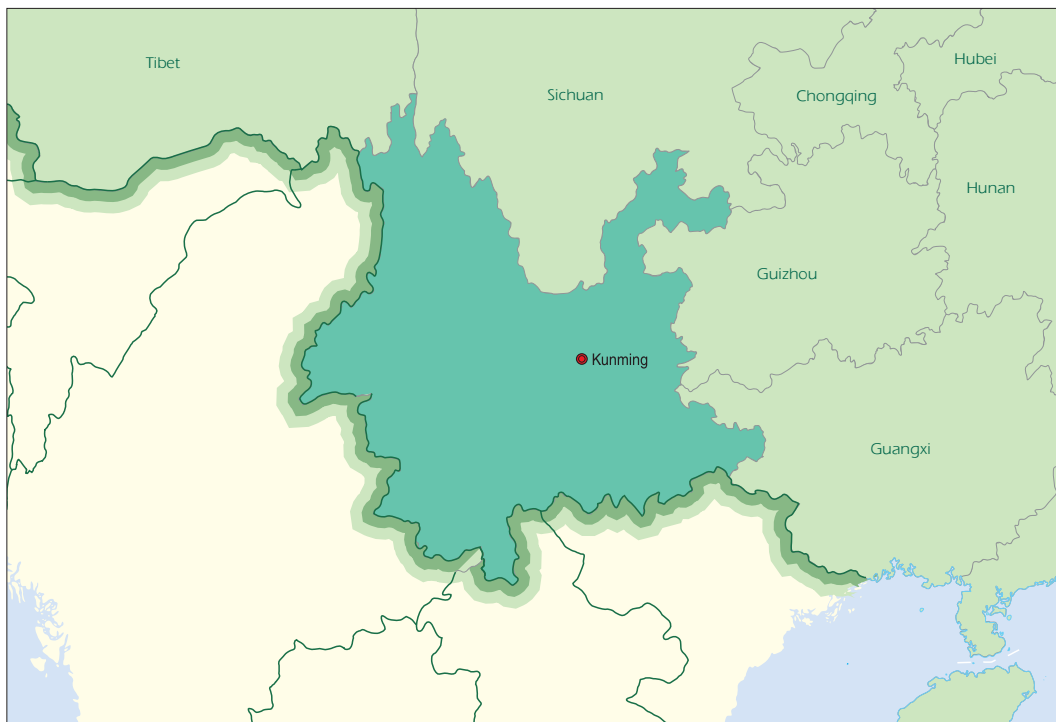 Hubei
Tibet
Sichuan
Chongqing
Hunan
Guizhou
Kunming
Guangxi